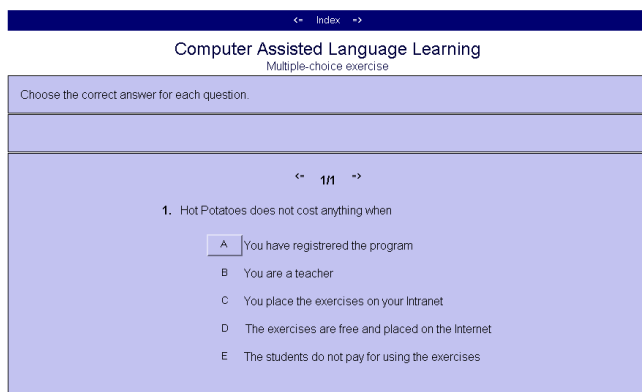 <= Index =>
Computer Assisted Language Learning
Multiple-choice exercise
Choose the correct answer for each question.
<= 1/1 =>
1. Hot Potatoes does not cost anything when
A You have registrered the program
B You are a teacher
C You place the exercises on your Intranet
D The exercises are free and placed on the Internet
E The students do not pay for using the exercises